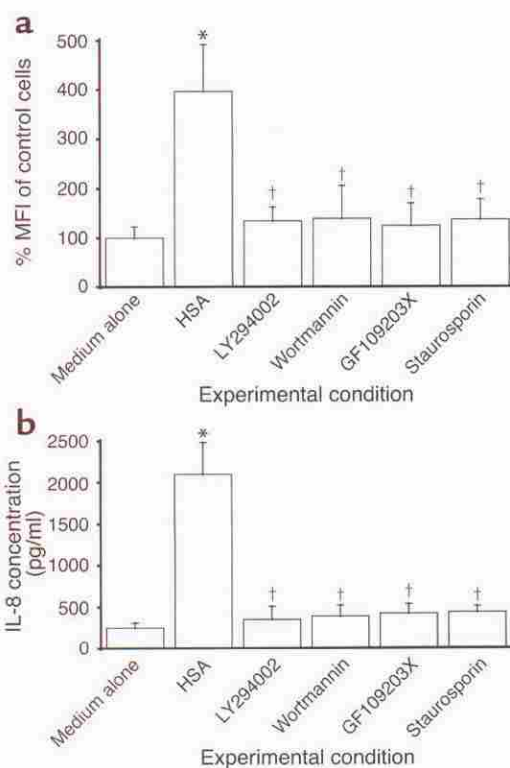 a
% MFI of control cells
500
400
300
200
100
0
*
†
†
†
†
Medium alone
HSA
LY294002
Wortmannin
GF109203X
Staurosporin
Experimental condition
b
IL-8 concentration
(pg/ml)
2500
2000
1500
1000
500
0
*
†
†
†
†
Medium alone
HSA
LY294002
Wortmannin
GF109203X
Staurosporin
Experimental condition